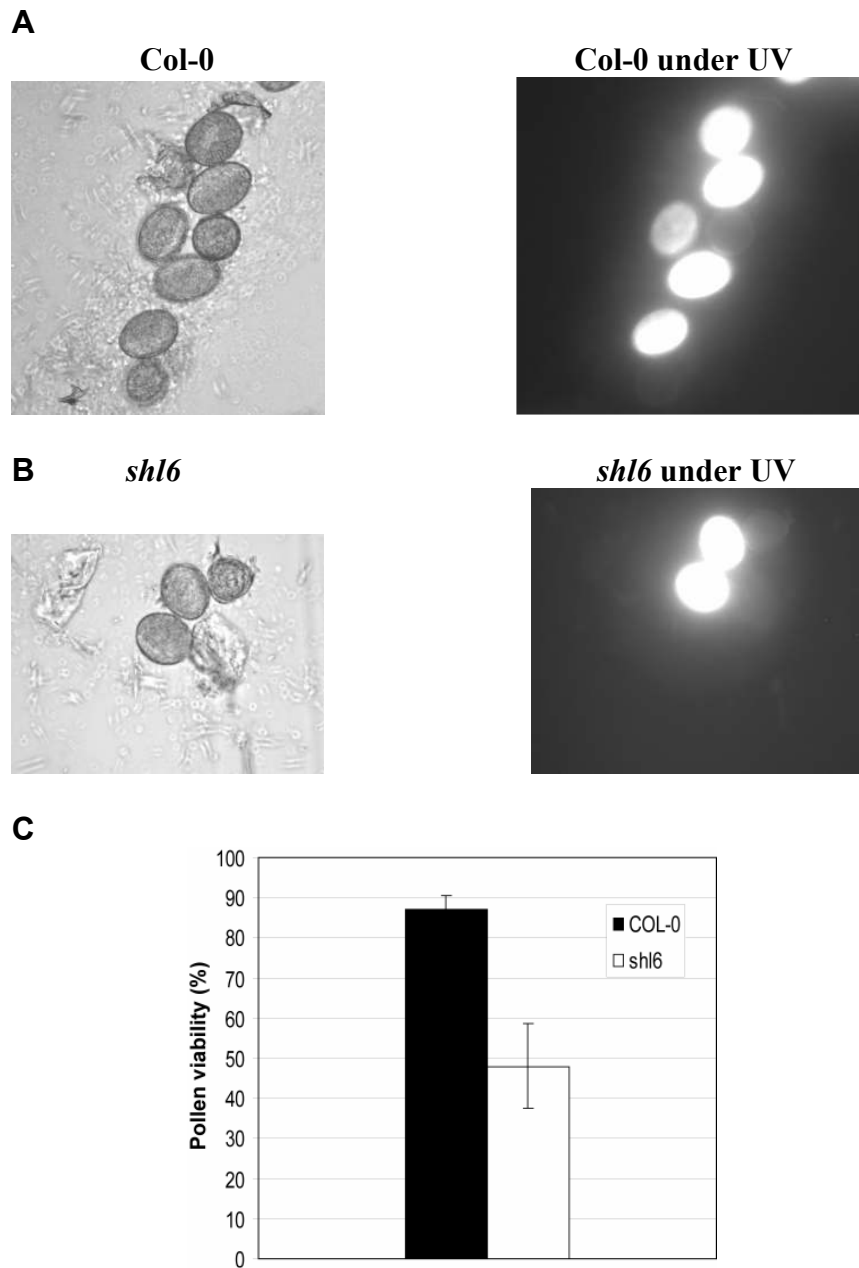 A
Col-0
Col-0 under UV
B
shl6
shl6 under UV
C
100
90
80
70
60
50
40
30
20
10
0
Pollen viability (%)
COL-0
shl6